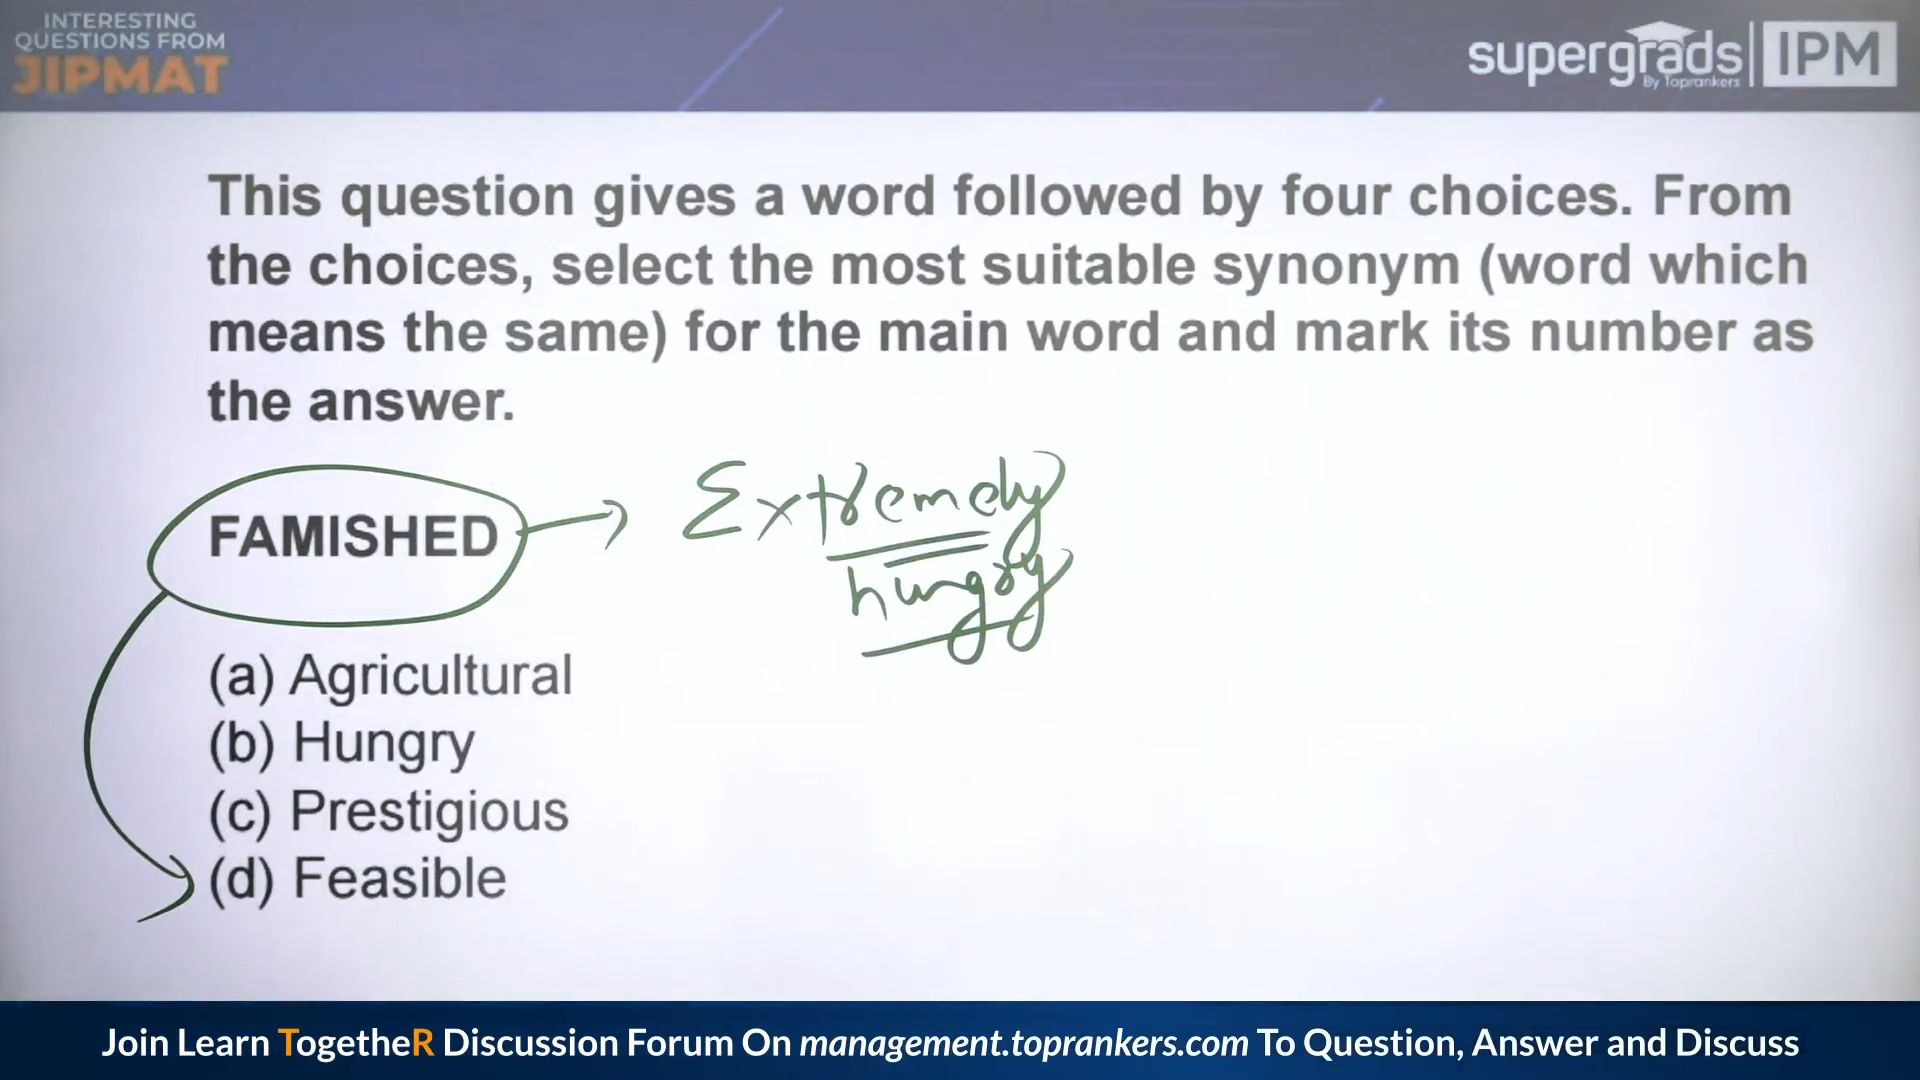 INTERESTING
QUESTIONS FROM
JIPMAT
supergrads
By Toprankers
IPM
This question gives a word followed by four choices. From
the choices, select the most suitable synonym (word which
means the same) for the main word and mark its number as
the answer.
FAMISHED
Extremely
hungry
(a) Agricultural
(b) Hungry
(c) Prestigious
(d) Feasible
Join Learn TogetheR Discussion Forum On management.toprankers.com To Question, Answer and Discuss